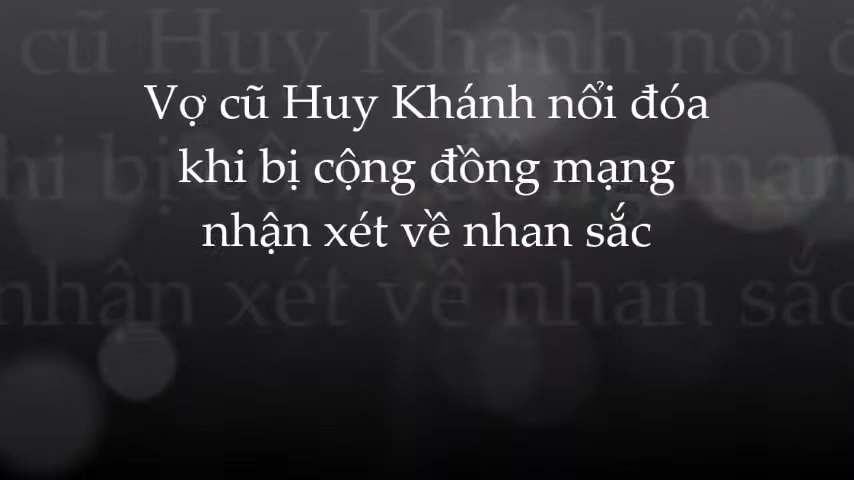 Vợ cũ Huy Khánh nổi đóa
khi bị cộng đồng mạng
nhận xét về nhan sắc